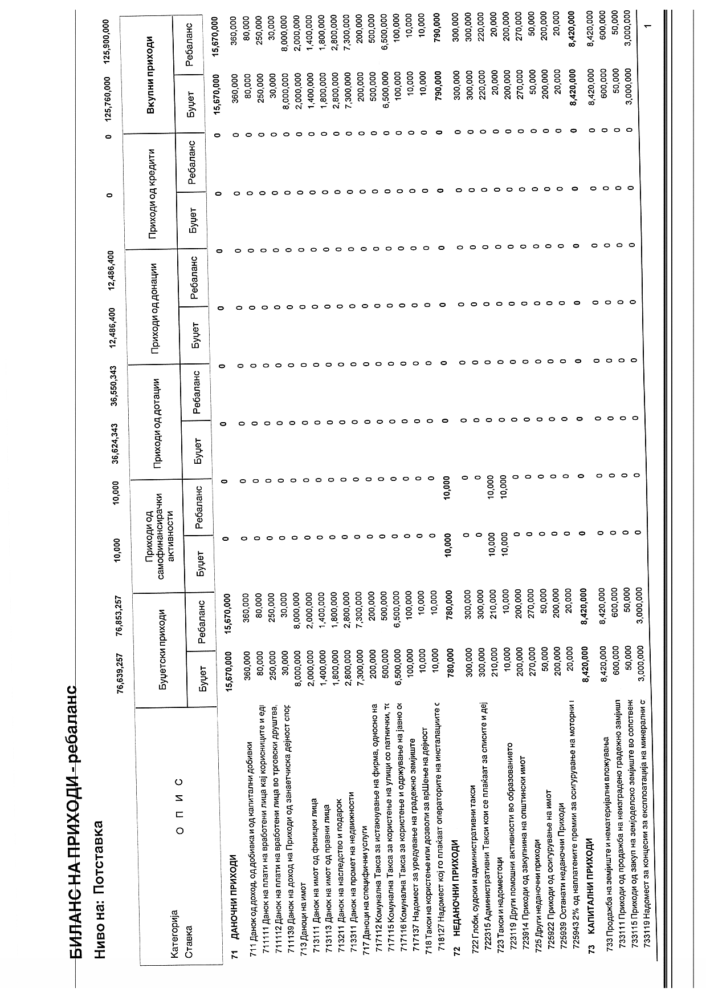 БИЛАНС НА ПРИХОДИ - ребаланс
Ниво на: Потставка
76,639,257 76,853,257 10,000 10,000 36,624,343 36,550,343 12,486,400 12,486,400 0 0 125,760,000 125,900,000
Категорија Ставка О П И С Буџетски приходи Приходи од самофинансирачки активности Приходи од дотации Приходи од донации Приходи од кредити Вкупни приходи
Буџет Ребаланс Буџет Ребаланс Буџет Ребаланс Буџет Ребаланс Буџет Ребаланс Буџет Ребаланс
71 ДАНОЧНИ ПРИХОДИ 15,670,000 15,670,000 0 0 0 0 0 0 0 0 15,670,000 15,670,000
711 Данок од доход, од добивка и од капитални добивки 360,000 360,000 0 0 0 0 0 0 0 0 360,000 360,000
711111 Данок на плати на вработени лица кај корисниците и еди 80,000 80,000 0 0 0 0 0 0 0 0 80,000 80,000
711112 Данок на плати на вработени лица во трговски друштва, 250,000 250,000 0 0 0 0 0 0 0 0 250,000 250,000
711139 Данок на доход на Приходи од занаетчиска дејност спор 30,000 30,000 0 0 0 0 0 0 0 0 30,000 30,000
713 Даноци на имот 8,000,000 8,000,000 0 0 0 0 0 0 0 0 8,000,000 8,000,000
713111 Данок на имот од физицки лица 2,000,000 2,000,000 0 0 0 0 0 0 0 0 2,000,000 2,000,000
713113 Данок на имот од правни лица 1,400,000 1,400,000 0 0 0 0 0 0 0 0 1,400,000 1,400,000
713211 Данок на наследство и подарок 1,800,000 1,800,000 0 0 0 0 0 0 0 0 1,800,000 1,800,000
713311 Данок на промет на недвижности 2,800,000 2,800,000 0 0 0 0 0 0 0 0 2,800,000 2,800,000
717 Даноци на специфични услуги 7,300,000 7,300,000 0 0 0 0 0 0 0 0 7,300,000 7,300,000
717112 Комунална Такса за истакнување на фирма, односно на 200,000 200,000 0 0 0 0 0 0 0 0 200,000 200,000
717115 Комунална Такса за користење на улици со патнички, то 500,000 500,000 0 0 0 0 0 0 0 0 500,000 500,000
717116 Комунална Такса за користење и одржување на јавно ос 6,500,000 6,500,000 0 0 0 0 0 0 0 0 6,500,000 6,500,000
717137 Надомест за уредување на градежно земјиште 100,000 100,000 0 0 0 0 0 0 0 0 100,000 100,000
718 Такси на користење или дозволи за врШење на дејност 10,000 10,000 0 0 0 0 0 0 0 0 10,000 10,000
718127 Надомест кој го плаќаат операторите на инсталациите с 10,000 10,000 0 0 0 0 0 0 0 0 10,000 10,000
72 НЕДАНОЧНИ ПРИХОДИ 780,000 780,000 10,000 10,000 0 0 0 0 0 0 790,000 790,000
722 Глоби, судски и административни такси 300,000 300,000 0 0 0 0 0 0 0 0 300,000 300,000
722315 Административни Такси кои се плаќаат за списите и деј 300,000 300,000 0 0 0 0 0 0 0 0 300,000 300,000
723 Такси и надоместоци 210,000 210,000 10,000 10,000 0 0 0 0 0 0 220,000 220,000
723119 Други помошни активности во образованието 10,000 10,000 10,000 10,000 0 0 0 0 0 0 20,000 20,000
723914 Приходи од закупнина на општински имот 200,000 200,000 0 0 0 0 0 0 0 0 200,000 200,000
725 Други неданочни приходи 270,000 270,000 0 0 0 0 0 0 0 0 270,000 270,000
725922 Приходи од осигурување на имот 50,000 50,000 0 0 0 0 0 0 0 0 50,000 50,000
725939 Останати неданочни Приходи 200,000 200,000 0 0 0 0 0 0 0 0 200,000 200,000
725943 2% од наплатените премии за осигурување на моторни 20,000 20,000 0 0 0 0 0 0 0 0 20,000 20,000
73 КАПИТАЛНИ ПРИХОДИ 8,420,000 8,420,000 0 0 0 0 0 0 0 0 8,420,000 8,420,000
733 Продажба на земјиште и нематеријални вложувања 8,420,000 8,420,000 0 0 0 0 0 0 0 0 8,420,000 8,420,000
733111 Приходи од продажба на неизградено градежно замјишт 600,000 600,000 0 0 0 0 0 0 0 0 600,000 600,000
733115 Приходи од закуп на земјоделско земјиште во сопствено 50,000 50,000 0 0 0 0 0 0 0 0 50,000 50,000
733119 Надомест за концесии за експлоатација на минерални с 3,000,000 3,000,000 0 0 0 0 0 0 0 0 3,000,000 3,000,000
1